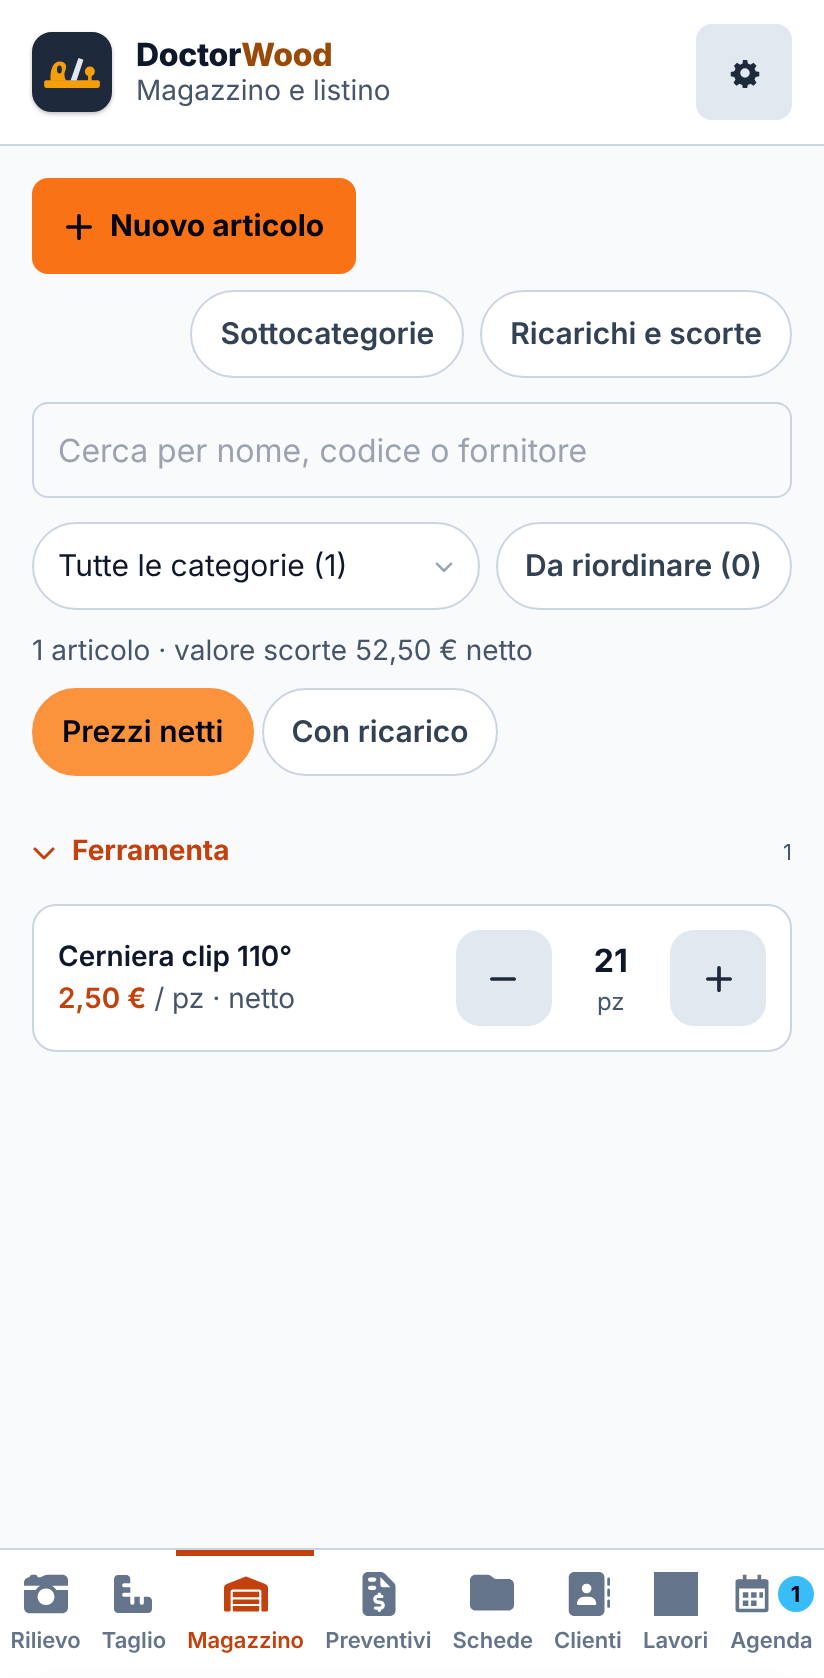 DoctorWood
Magazzino e listino
Nuovo articolo
Sottocategorie
Ricarichi e scorte
Cerca per nome, codice o fornitore
Tutte le categorie (1)
Da riordinare (0)
1 articolo · valore scorte 52,50 € netto
Prezzi netti
Con ricarico
Ferramenta
1
Cerniera clip 110°
2,50 € / pz · netto
21
pz
1
Rilievo
Taglio
Magazzino
Preventivi
Schede
Clienti
Lavori
Agenda